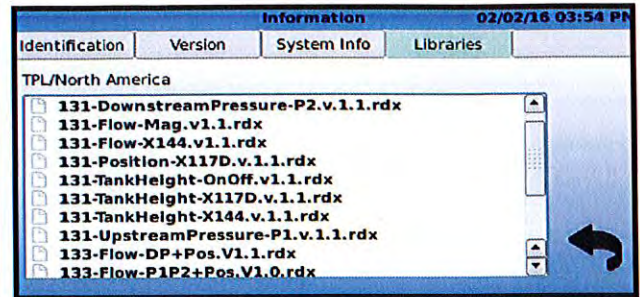 Information 02/02/16 03:54 PM
Identification Version System Info Libraries
TPL/North America
131-DownstreamPressure-P2.v.1.1.rdx
131-Flow-Mag.v1.1.rdx
131-Flow-X144.v1.1.rdx
131-Position-X117D.v.1.1.rdx
131-TankHeight-OnOff.v1.1.rdx
131-TankHeight-X117D.v.1.1.rdx
131-TankHeight-X144.v.1.1.rdx
131-UpstreamPressure-P1.v.1.1.rdx
133-Flow-DP+Pos.V1.1.rdx
133-Flow-P1P2+Pos.V1.0.rdx